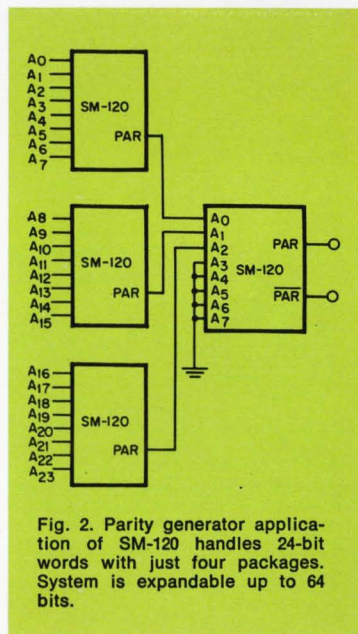 A0
A1
A2
A3
A4
A5
A6
A7
SM-120
PAR
A8
A9
A10
A11
A12
A13
A14
A15
SM-120
PAR
A16
A17
A18
A19
A20
A21
A22
A23
SM-120
PAR
A0
A1
A2
A3
A4
A5
A6
A7
PAR
SM-120
PAR
Fig. 2. Parity generator applica-
tion of SM-120 handles 24-bit
words with just four packages.
System is expandable up to 64
bits.